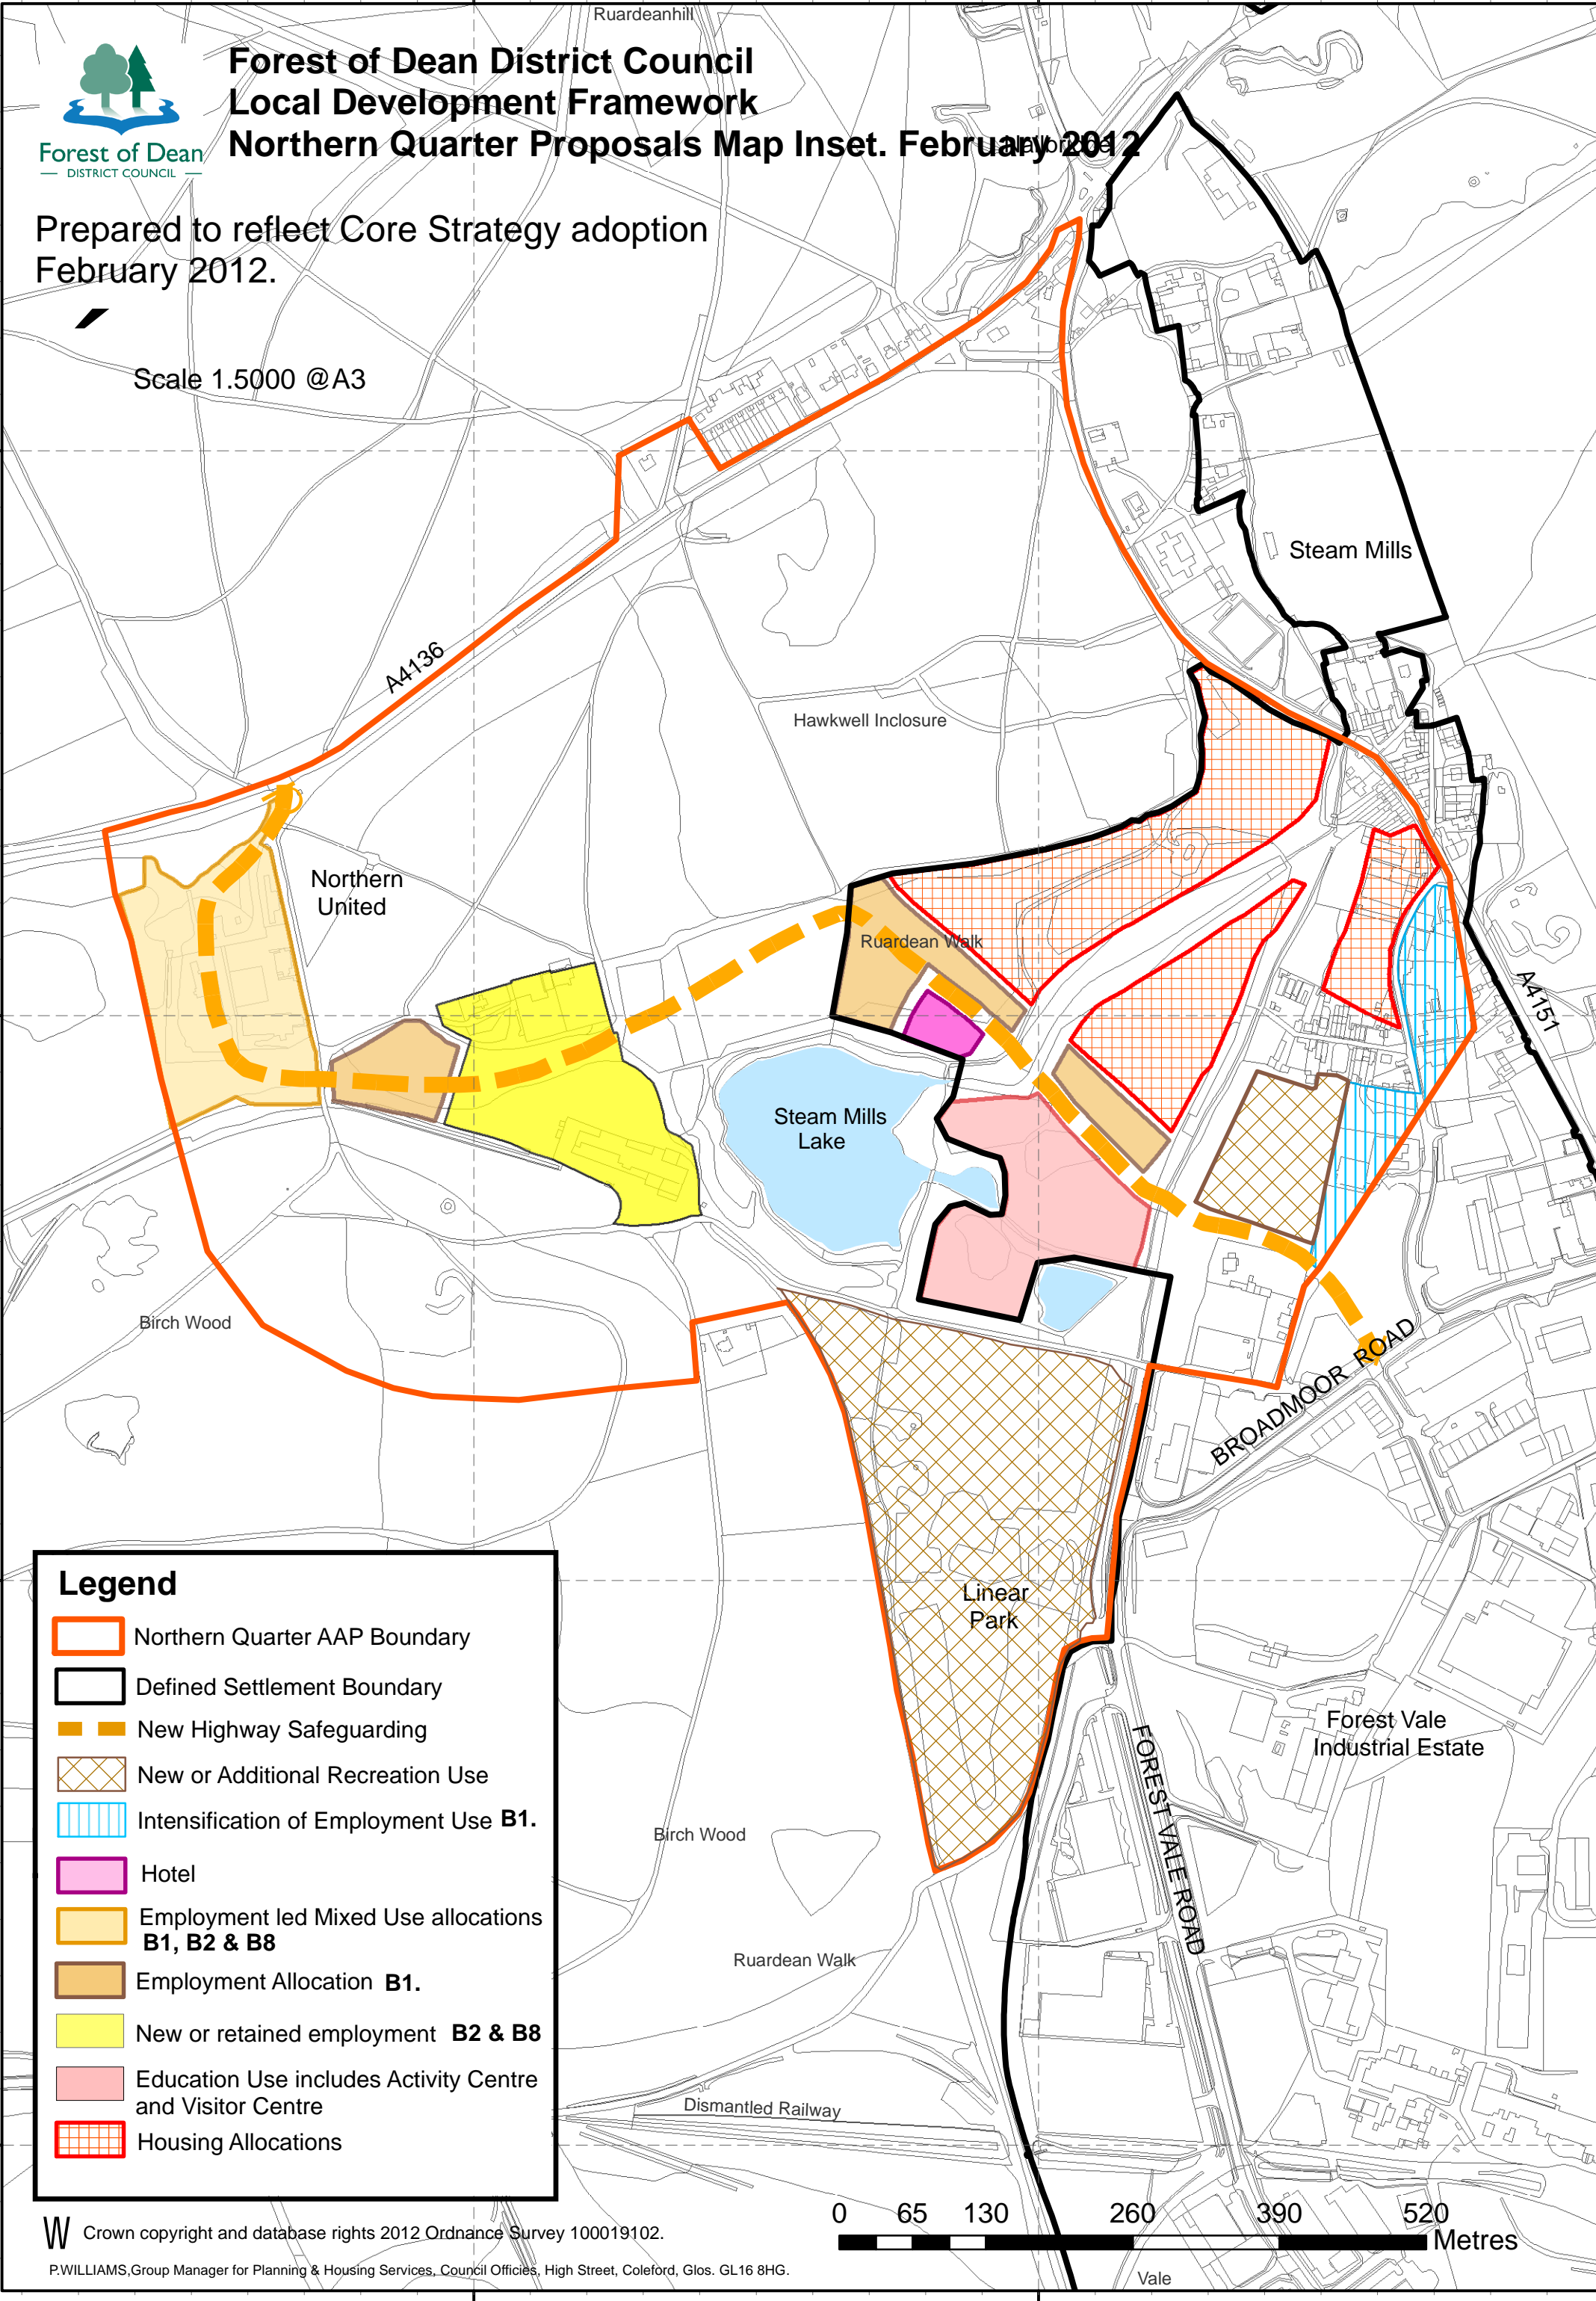 Ruardeanhill
Forest of Dean District Council
Local Development Framework
Northern Quarter Proposals Map Inset. February 2012
Forest of Dean
DISTRICT COUNCIL
Prepared to reflect Core Strategy adoption
February 2012.
Scale 1.5000 @A3
Steam Mills
A4136
Hawkwell Inclosure
Northern
United
Ruardean Walk
A4151
Steam Mills
Lake
Birch Wood
BROADMOOR ROAD
Linear
Park
Forest Vale
Industrial Estate
FOREST VALE ROAD
Birch Wood
Ruardean Walk
Dismantled Railway
Legend
Northern Quarter AAP Boundary
Defined Settlement Boundary
New Highway Safeguarding
New or Additional Recreation Use
Intensification of Employment Use B1.
Hotel
Employment led Mixed Use allocations
B1, B2 & B8
Employment Allocation B1.
New or retained employment B2 & B8
Education Use includes Activity Centre
and Visitor Centre
Housing Allocations
W Crown copyright and database rights 2012 Ordnance Survey 100019102.
P.WILLIAMS,Group Manager for Planning & Housing Services, Council Officies, High Street, Coleford, Glos. GL16 8HG.
0 65 130 260 390 520
Metres
Vale